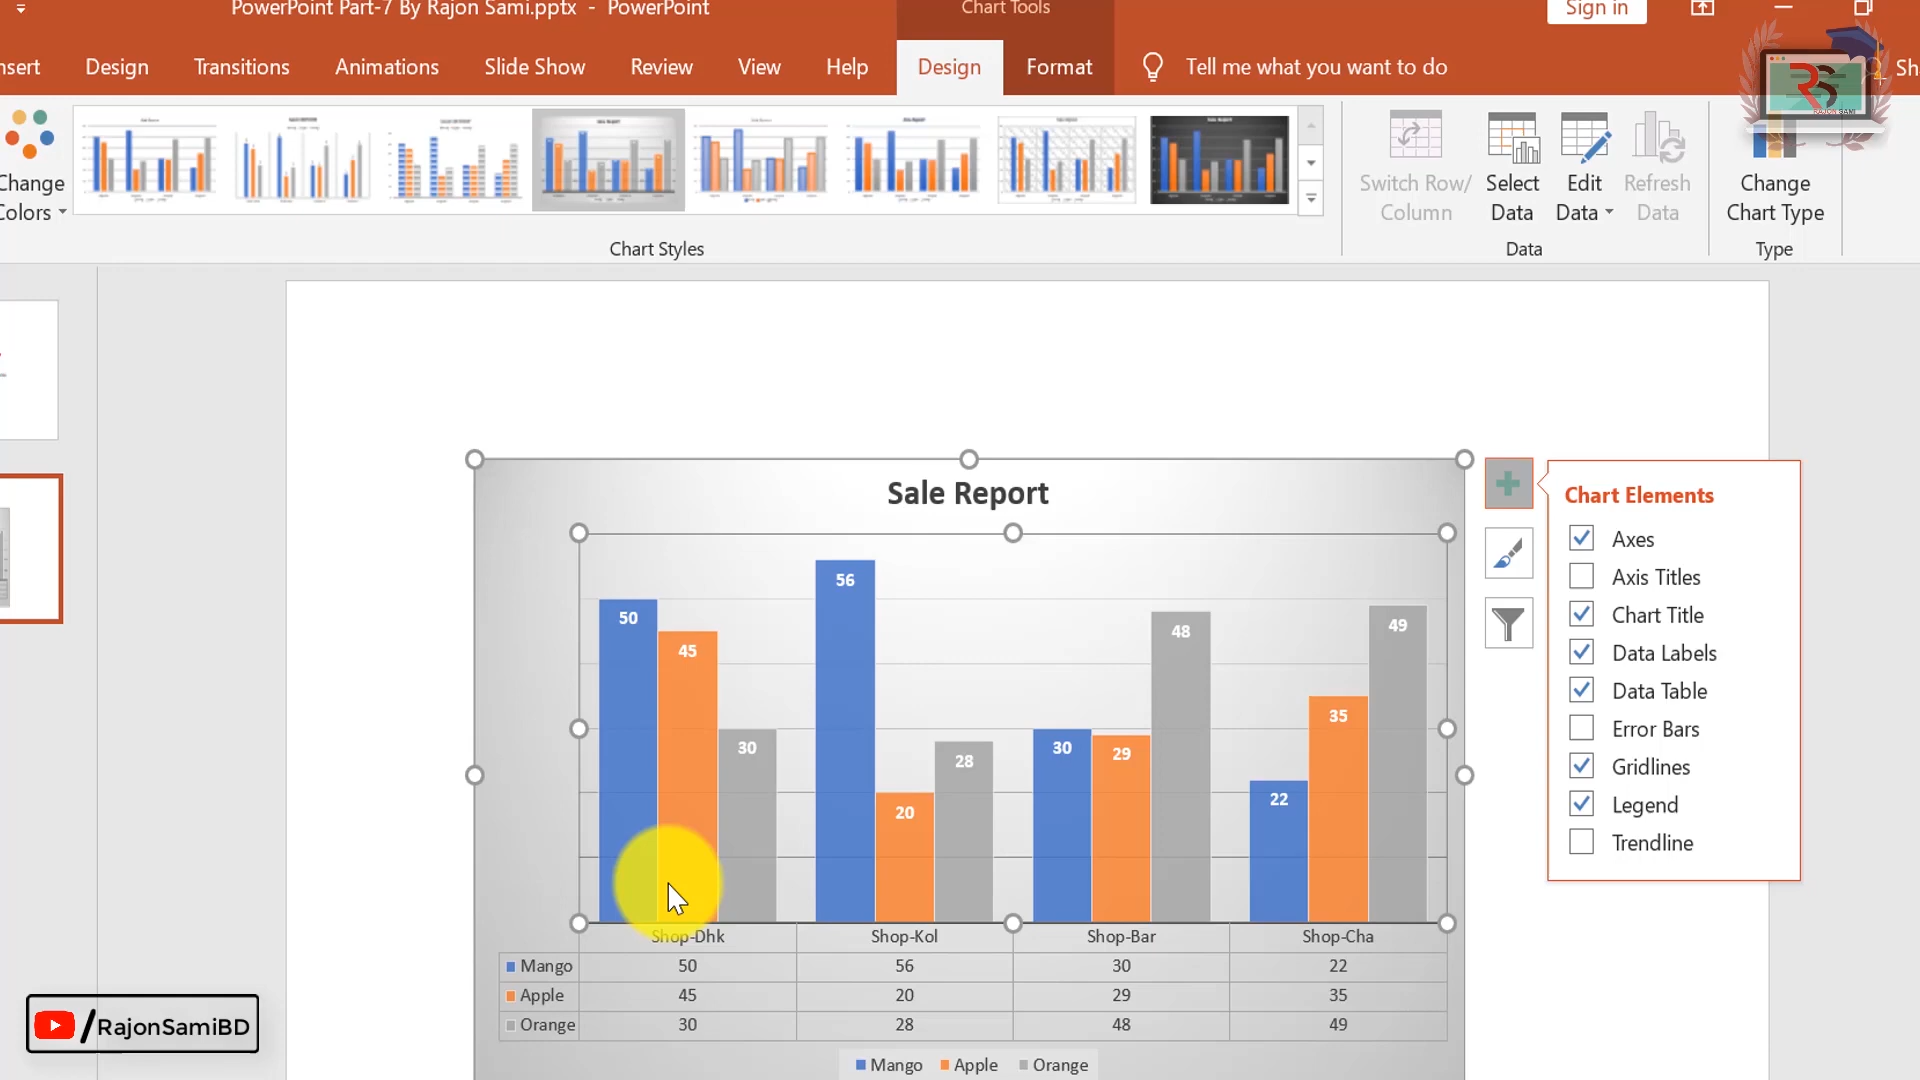 PowerPoint Part-7 By Rajon Sami.pptx - PowerPoint
Chart Tools
Sign in
nsert Design Transitions Animations Slide Show Review View Help Design Format Tell me what you want to do Sh
Change
Colors
Chart Styles
Switch Row/
Column
Select
Data
Edit
Data
Refresh
Data
Data
Change
Chart Type
Type
RS
RAJON SAMI
Sale Report
50 45 30 56 20 28 30 29 48 22 35 49
Shop-Dhk Shop-Kol Shop-Bar Shop-Cha
Mango 50 56 30 22
Apple 45 20 29 35
Orange 30 28 48 49
Mango Apple Orange
Chart Elements
Axes
Axis Titles
Chart Title
Data Labels
Data Table
Error Bars
Gridlines
Legend
Trendline
/RajonSamiBD